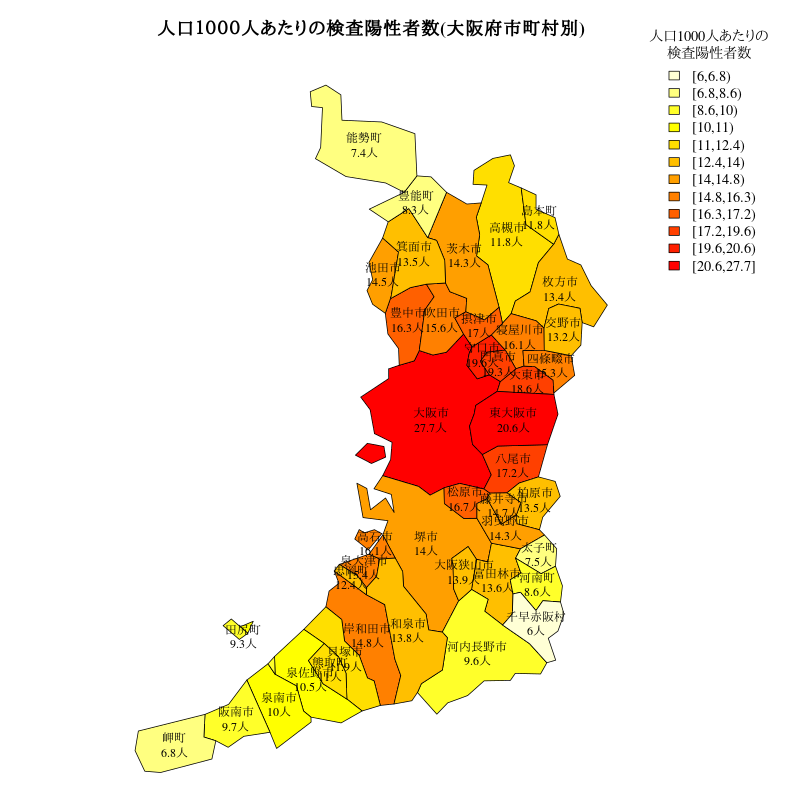 人口1000人あたりの検査陽性者数(大阪府市町村別)
人口1000人あたりの
検査陽性者数
[6,6.8)
[6.8,8.6)
[8.6,10)
[10,11)
[11,12.4)
[12.4,14)
[14,14.8)
[14.8,16.3)
[16.3,17.2)
[17.2,19.6)
[19.6,20.6)
[20.6,27.7]
能勢町
7.4人
豊能町
8.3人
島本町
11.8人
高槻市
11.8人
箕面市
13.5人
茨木市
14.3人
池田市
14.5人
枚方市
13.4人
豊中市
16.3人
吹田市
15.6人
摂津市
17人
寝屋川市
16.1人
交野市
13.2人
守口市
19.6人
門真市
19.3人
四條畷市
15.3人
大東市
18.6人
大阪市
27.7人
東大阪市
20.6人
八尾市
17.2人
松原市
16.7人
藤井寺市
14.7人
柏原市
13.5人
羽曳野市
14.3人
高石市
16.1人
堺市
14人
泉大津市
15.4人
忠岡町
12.4人
大阪狭山市
13.9人
富田林市
13.6人
太子町
7.5人
河南町
8.6人
千早赤阪村
6人
田尻町
9.3人
岸和田市
14.8人
和泉市
13.8人
河内長野市
9.6人
貝塚市
11.9人
熊取町
11人
泉佐野市
10.5人
泉南市
10人
阪南市
9.7人
岬町
6.8人